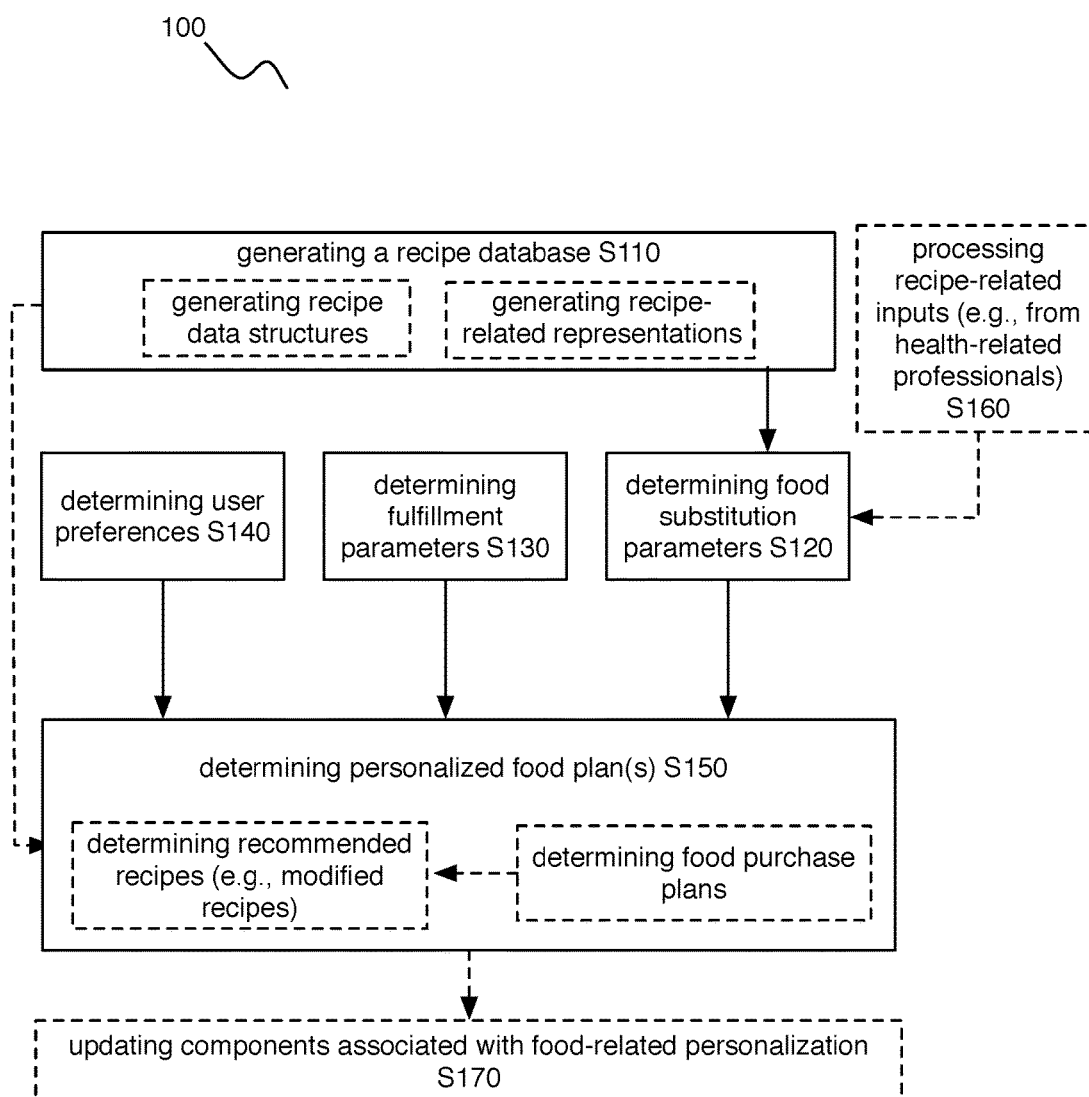 100
generating a recipe database S110
generating recipe
data structures
generating recipe-
related representations
processing
recipe-related
inputs (e.g., from
health-related
professionals)
S160
determining user
preferences S140
determining
fulfillment
parameters S130
determining food
substitution
parameters S120
determining personalized food plan(s) S150
determining recommended
recipes (e.g., modified
recipes)
determining food purchase
plans
updating components associated with food-related personalization
S170